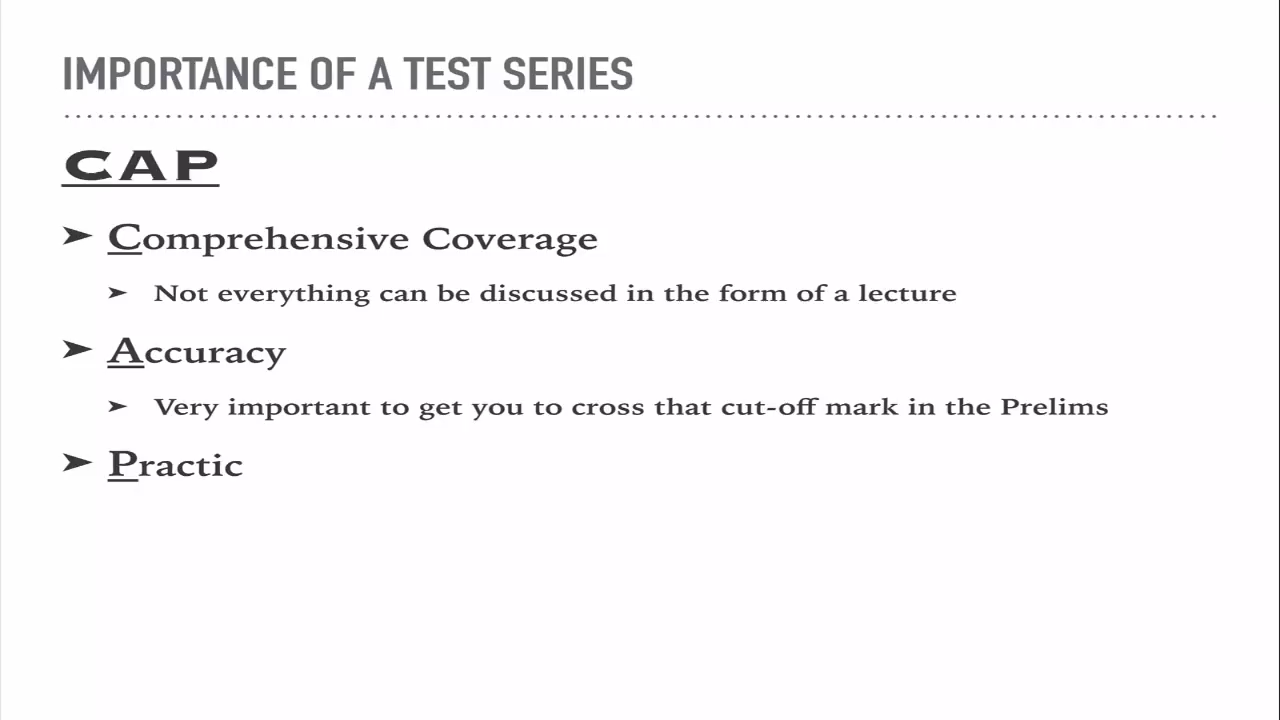 IMPORTANCE OF A TEST SERIES
CAP
➤ Comprehensive Coverage
➤ Not everything can be discussed in the form of a lecture
➤ Accuracy
➤ Very important to get you to cross that cut-off mark in the Prelims
➤ Practic